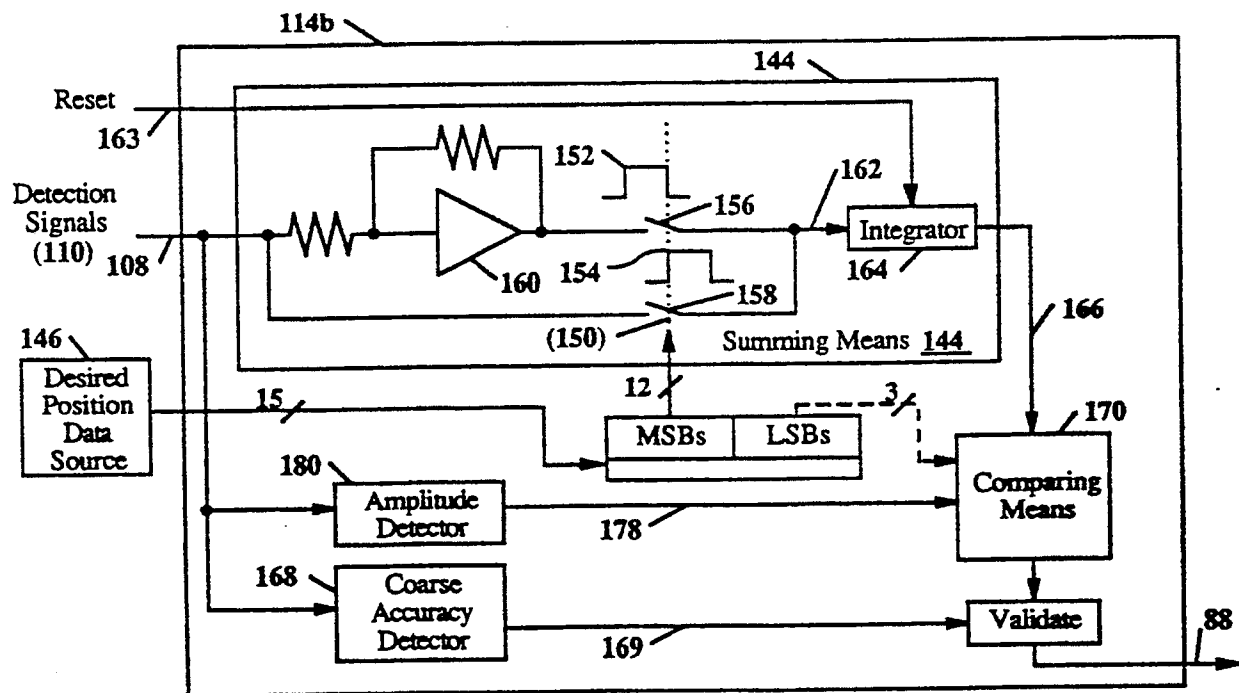 114b
144
Reset
163
152
162
Detection
Signals
(110)
108
156
Integrator
164
160
154
158
(150)
166
146
Summing Means 144
Desired
Position
Data
Source
15
12
3
170
MSBs
LSBs
180
Amplitude
Detector
178
Comparing
Means
168
Coarse
Accuracy
Detector
169
Validate
88